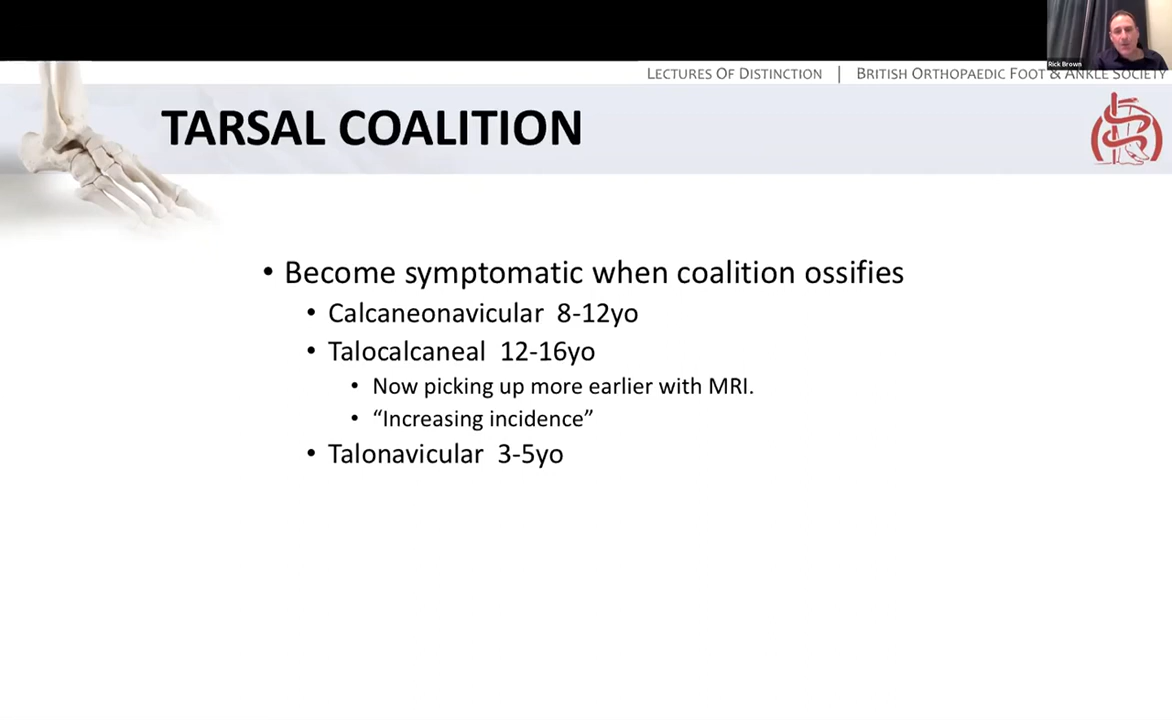 Rick Brown
LECTURES OF DISTINCTION | BRITISH ORTHOPAEDIC FOOT & ANKLE SOCIETY
TARSAL COALITION
• Become symptomatic when coalition ossifies
• Calcaneonavicular 8-12yo
• Talocalcaneal 12-16yo
• Now picking up more earlier with MRI.
• “Increasing incidence”
• Talonavicular 3-5yo